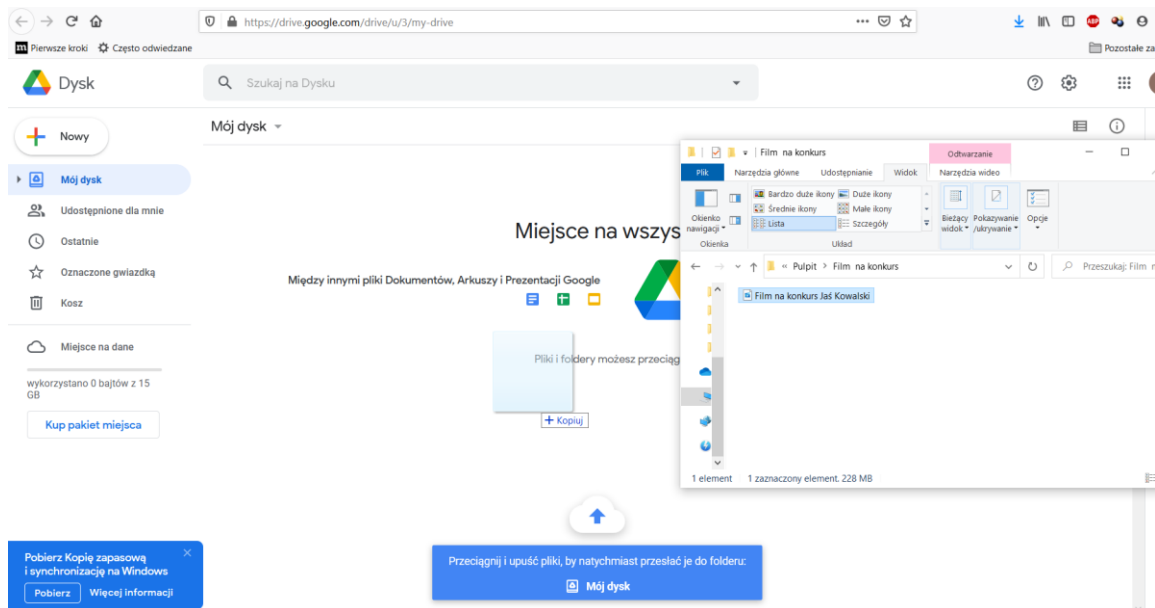 https://drive.google.com/drive/u/3/my-drive
Pierwsze kroki Często odwiedzane
Pozostałe za
Dysk
Szukaj na Dysku
Nowy
Mój dysk
Mój dysk
Udostępnione dla mnie
Ostatnie
Oznaczone gwiazdką
Kosz
Miejsce na dane
wykorzystano 0 bajtów z 15
GB
Kup pakiet miejsca
Miejsce na wszys
Między innymi pliki Dokumentów, Arkuszy i Prezentacji Google
Pliki i foldery możesz przeciąg
+ Kopiuj
Film na konkurs
Odtwarzanie
Plik Narzędzia główne Udostępnianie Widok Narzędzia wideo
Okienko
nawigacji
Bardzo duże ikony Duże ikony
Średnie ikony Małe ikony
Lista Szczegóły
Bieżący
widok
Pokazywanie
/ukrywanie
Opcje
Okienka Układ
« Pulpit > Film na konkurs
Przeszukaj: Film n
Film na konkurs Jaś Kowalski
1 element 1 zaznaczony element. 228 MB
Przeciągnij i upuść pliki, by natychmiast przesłać je do folderu:
Mój dysk
Pobierz Kopię zapasową
i synchronizację na Windows
Pobierz Więcej informacji